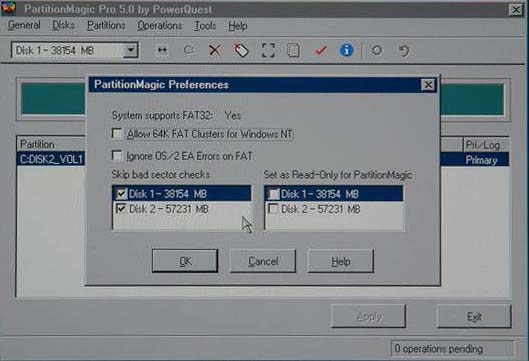 PartitionMagic Pro 5.0 by PowerQuest
General Disks Partitions Operations Tools Help
Disk 1 - 38154 MB
C:
PartitionMagic Preferences
System supports FAT32: Yes
Allow 64K FAT Clusters for Windows NT
Ignore OS/2 EA Errors on FAT
Skip bad sector checks
Set as Read-Only for PartitionMagic
Disk 1 - 38154 MB
Disk 2 - 57231 MB
Disk 1 - 38154 MB
Disk 2 - 57231 MB
OK Cancel Help
Partition
Pri/Log
C:DISK2_VOL1
Primary
Apply Exit
0 operations pending